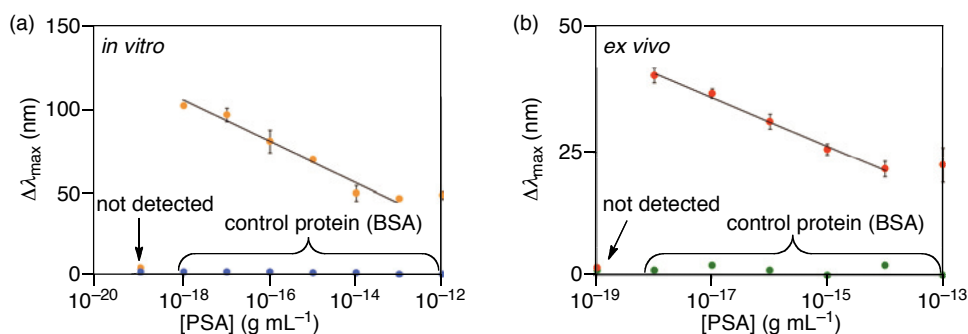 (a)
in vitro
150
100
50
0
Δλmax (nm)
not detected
control protein (BSA)
10⁻²⁰ 10⁻¹⁸ 10⁻¹⁶ 10⁻¹⁴ 10⁻¹²
[PSA] (g mL⁻¹)
(b)
ex vivo
50
25
0
Δλmax (nm)
not detected
control protein (BSA)
10⁻¹⁹ 10⁻¹⁷ 10⁻¹⁵ 10⁻¹³
[PSA] (g mL⁻¹)